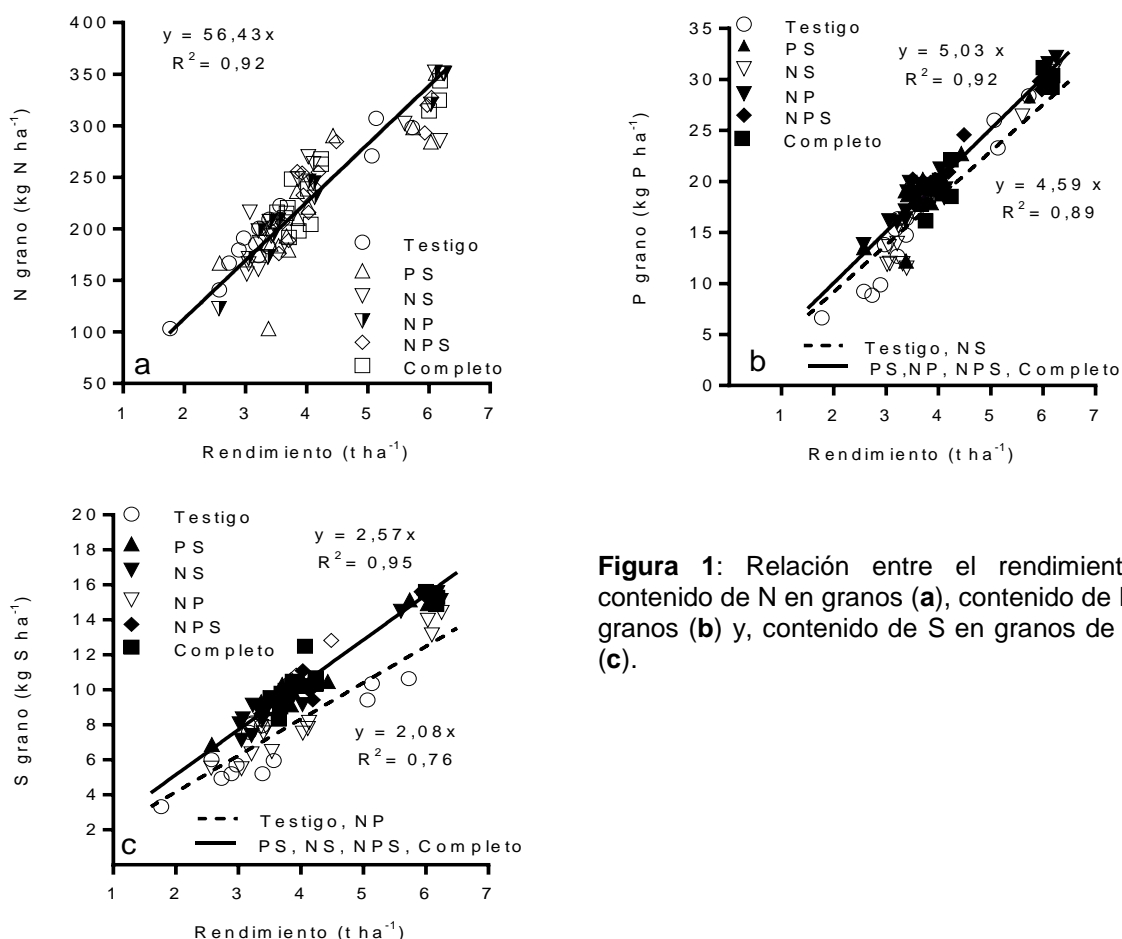 y = 56,43x
R² = 0,92
N grano (kg N ha⁻¹)
400
350
300
250
200
150
100
50
Testigo
PS
NS
NP
NPS
Completo
a
1 2 3 4 5 6 7
Rendimiento (t ha⁻¹)
Testigo
PS
NS
NP
NPS
Completo
y = 5,03 x
R² = 0,92
y = 4,59 x
R² = 0,89
P grano (kg P ha⁻¹)
35
30
25
20
15
10
5
0
Testigo, NS
PS,NP, NPS, Completo
b
1 2 3 4 5 6 7
Rendimiento (t ha⁻¹)
Testigo
PS
NS
NP
NPS
Completo
y = 2,57x
R² = 0,95
y = 2,08x
R² = 0,76
S grano (kg S ha⁻¹)
20
18
16
14
12
10
8
6
4
2
Testigo, NP
PS, NS, NPS, Completo
c
1 2 3 4 5 6 7
Rendimiento (t ha⁻¹)
Figura 1: Relación entre el rendimient
contenido de N en granos (a), contenido de
granos (b) y, contenido de S en granos de
(c).